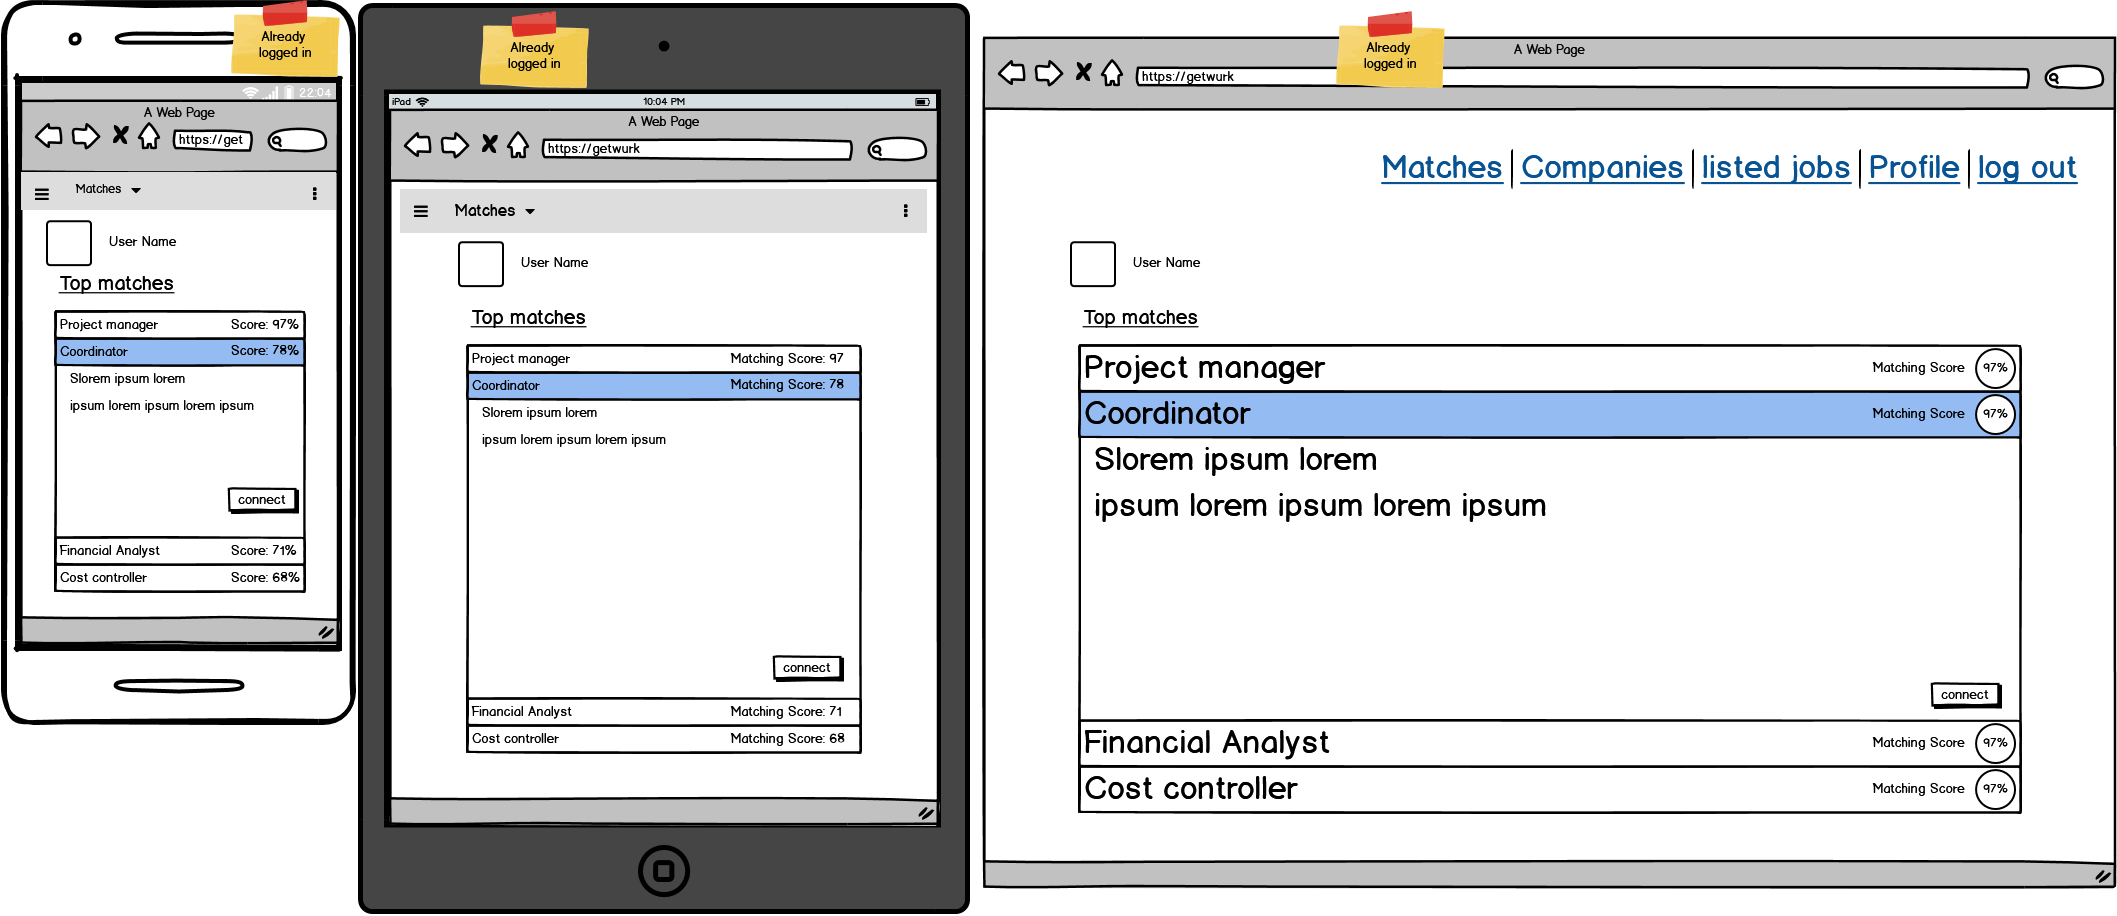 Already
logged in
22:04
A Web Page
https://get
Matches
User Name
Top matches
Project manager Score: 97%
Coordinator Score: 78%
Slorem ipsum lorem
ipsum lorem ipsum lorem ipsum
connect
Financial Analyst Score: 71%
Cost controller Score: 68%
Already
logged in
iPad 10:04 PM
A Web Page
https://getwurk
Matches
User Name
Top matches
Project manager Matching Score: 97
Coordinator Matching Score: 78
Slorem ipsum lorem
ipsum lorem ipsum lorem ipsum
connect
Financial Analyst Matching Score: 71
Cost controller Matching Score: 68
Already
logged in
A Web Page
https://getwurk
Matches Companies listed jobs Profile log out
User Name
Top matches
Project manager Matching Score 97%
Coordinator Matching Score 97%
Slorem ipsum lorem
ipsum lorem ipsum lorem ipsum
connect
Financial Analyst Matching Score 97%
Cost controller Matching Score 97%